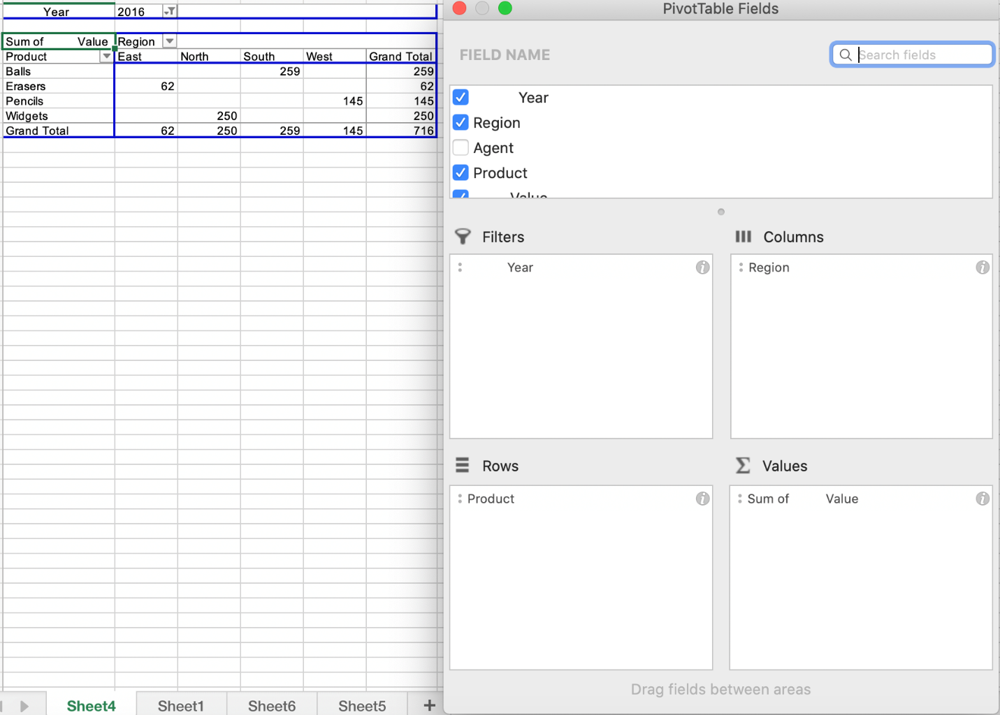 Year 2016
Sum of Value Region
Product East North South West Grand Total
Balls 259 259
Erasers 62 62
Pencils 145 145
Widgets 250 250
Grand Total 62 250 259 145 716
Sheet4 Sheet1 Sheet6 Sheet5 +
PivotTable Fields
FIELD NAME Search fields
Year
Region
Agent
Product
Value
Filters Columns
Year Region
Rows Values
Product Sum of Value
Drag fields between areas